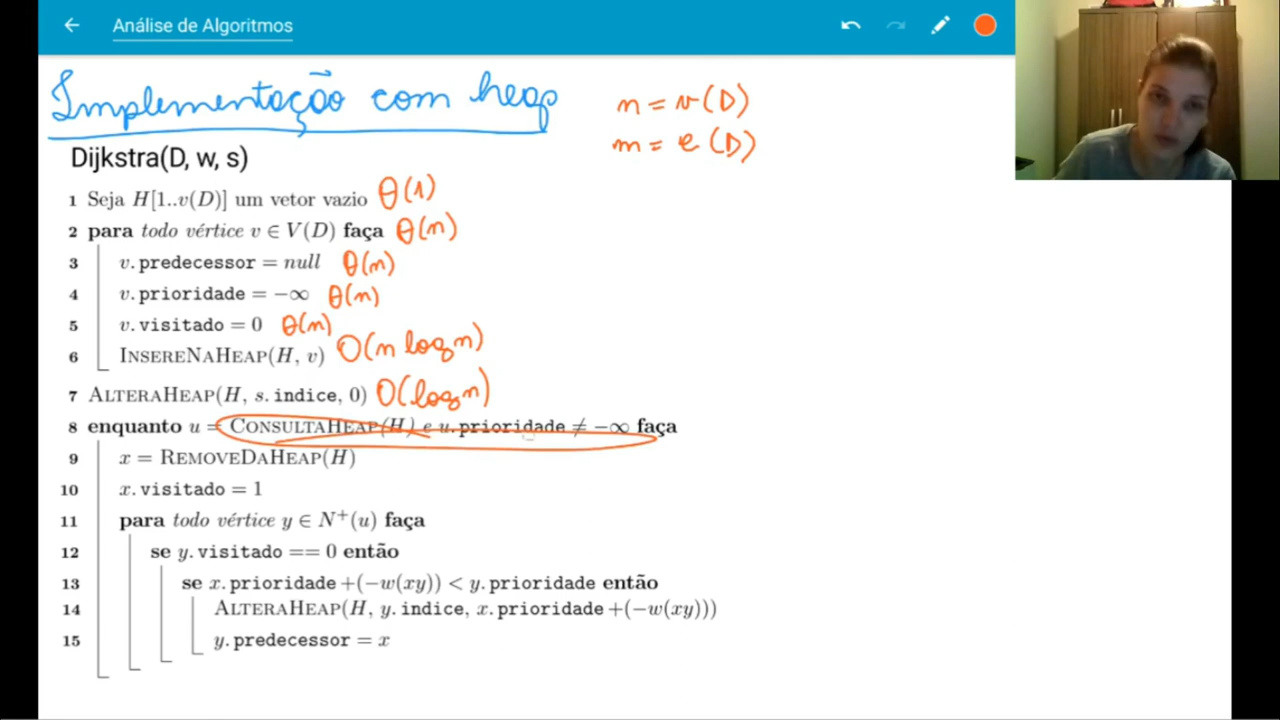 Análise de Algoritmos
Implementação com heap
n = v(D)
m = e(D)
Dijkstra(D, w, s)
1 Seja H[1..v(D)] um vetor vazio θ(1)
2 para todo vértice v ∈ V(D) faça θ(n)
3 v.predecessor = null θ(n)
4 v.prioridade = −∞ θ(n)
5 v.visitado = 0 θ(n)
6 INSERENAHEAP(H, v) O(n log n)
7 ALTERAHEAP(H, s.indice, 0) O(log n)
8 enquanto u = CONSULTAHEAP(H) e u.prioridade ≠ −∞ faça
9 x = REMOVEDAHEAP(H)
10 x.visitado = 1
11 para todo vértice y ∈ N⁺(u) faça
12 se y.visitado == 0 então
13 se x.prioridade +(−w(xy)) < y.prioridade então
14 ALTERAHEAP(H, y.indice, x.prioridade +(−w(xy)))
15 y.predecessor = x